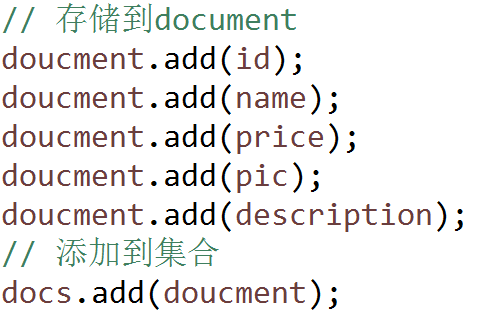 // 存储到document
doucment.add(id);
doucment.add(name);
doucment.add(price);
doucment.add(pic);
doucment.add(description);
// 添加到集合
docs.add(doucment);